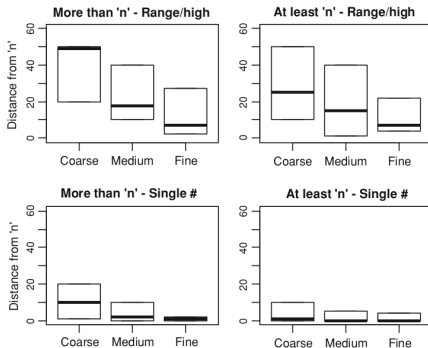 More than 'n' - Range/high
At least 'n' - Range/high
Distance from 'n'
60
40
20
0
60
40
20
0
Coarse Medium Fine
Coarse Medium Fine
More than 'n' - Single #
At least 'n' - Single #
Distance from 'n'
60
40
20
0
60
40
20
0
Coarse Medium Fine
Coarse Medium Fine